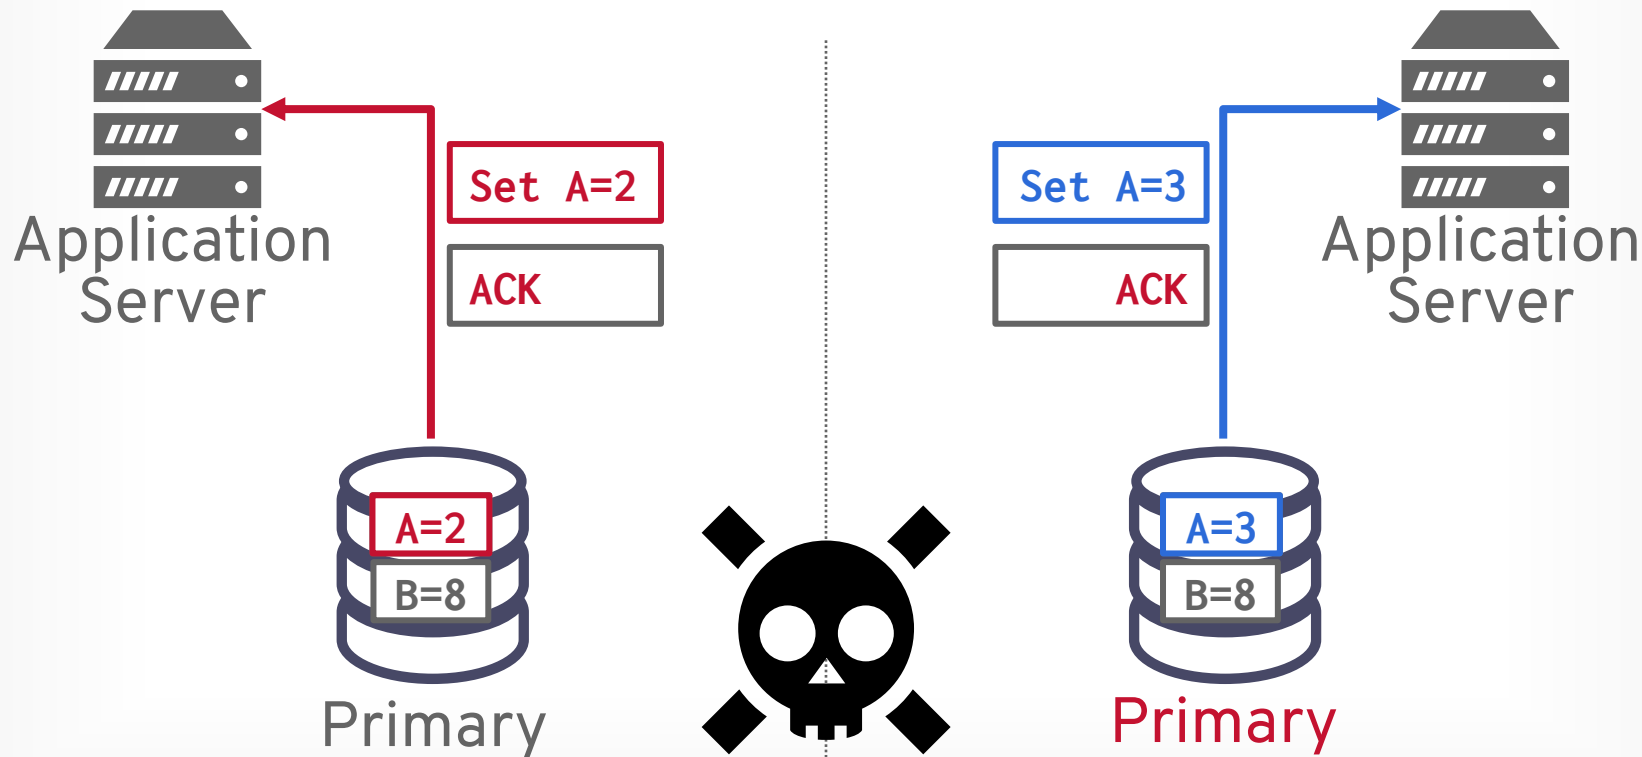 Set A=2
ACK
Application
Server
A=2
B=8
Primary
Set A=3
ACK
Application
Server
A=3
B=8
Primary